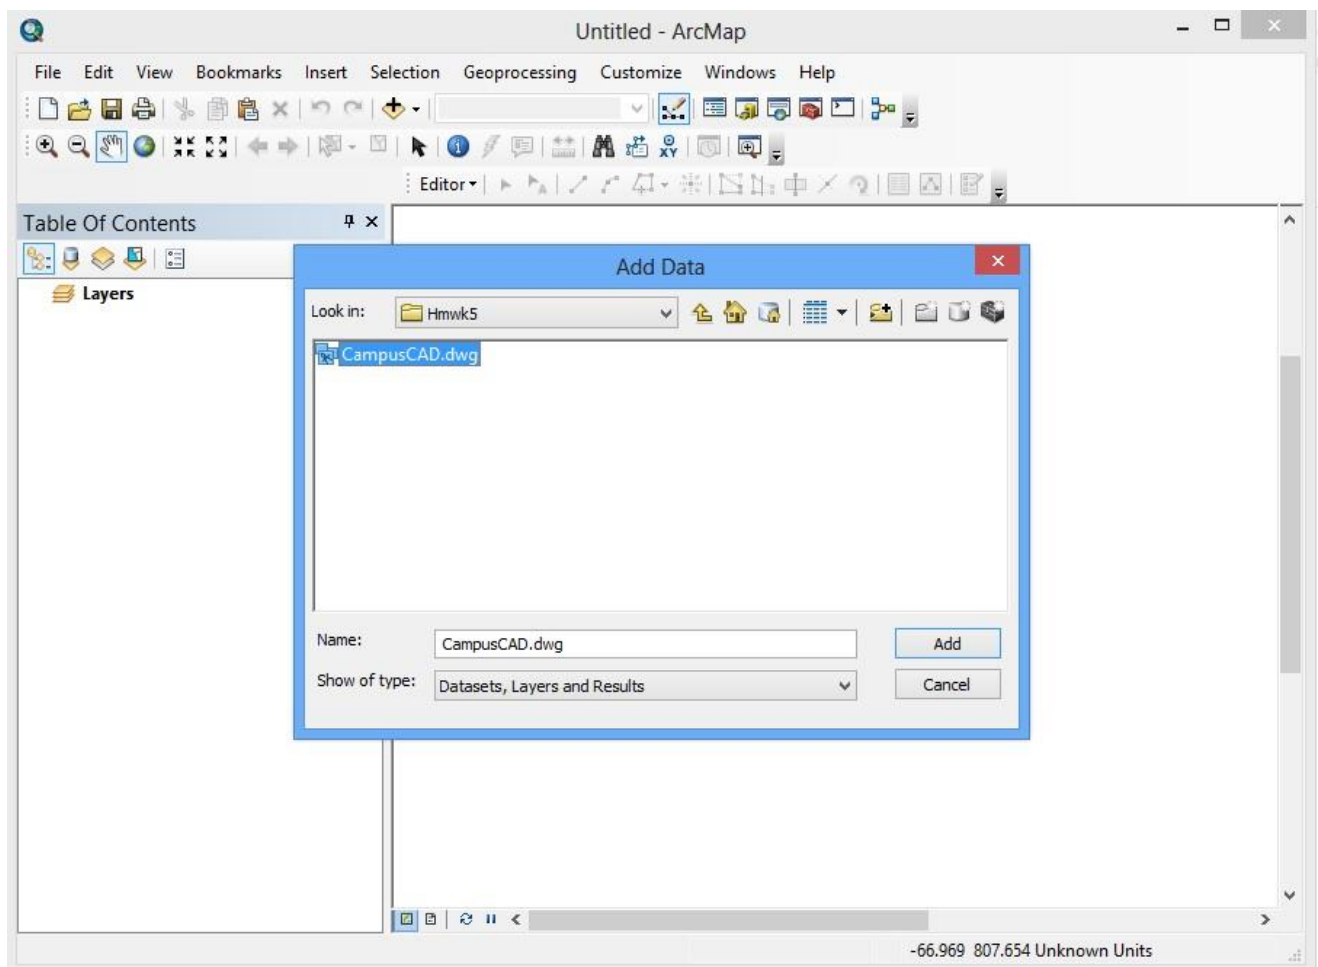 Untitled - ArcMap
File Edit View Bookmarks Insert Selection Geoprocessing Customize Windows Help
Editor
Table Of Contents
Layers
Add Data
Look in: Hmwk5
CampusCAD.dwg
Name: CampusCAD.dwg Add
Show of type: Datasets, Layers and Results Cancel
-66.969 807.654 Unknown Units